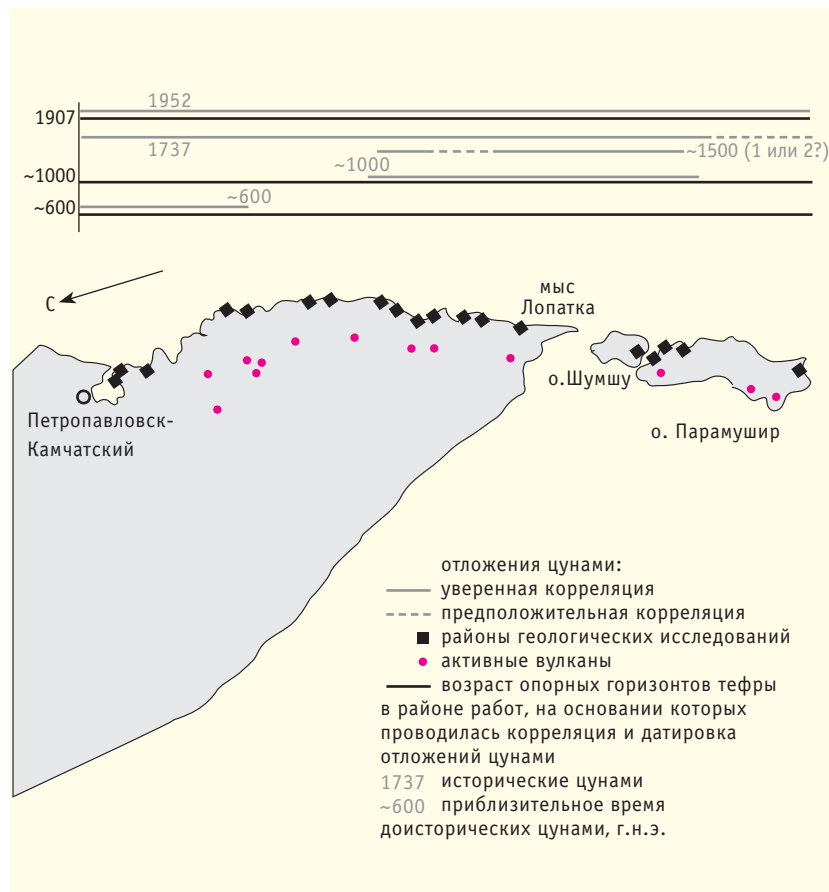 1952
1907
1737
~1500 (1 или 2?)
~1000
~1000
~600
~600
С
мыс
Лопатка
о.Шумшу
о. Парамушир
Петропавловск-
Камчатский
отложения цунами:
уверенная корреляция
предположительная корреляция
районы геологических исследований
активные вулканы
возраст опорных горизонтов тефры
в районе работ, на основании которых
проводилась корреляция и датировка
отложений цунами
1737 исторические цунами
~600 приблизительное время
доисторических цунами, г.н.э.